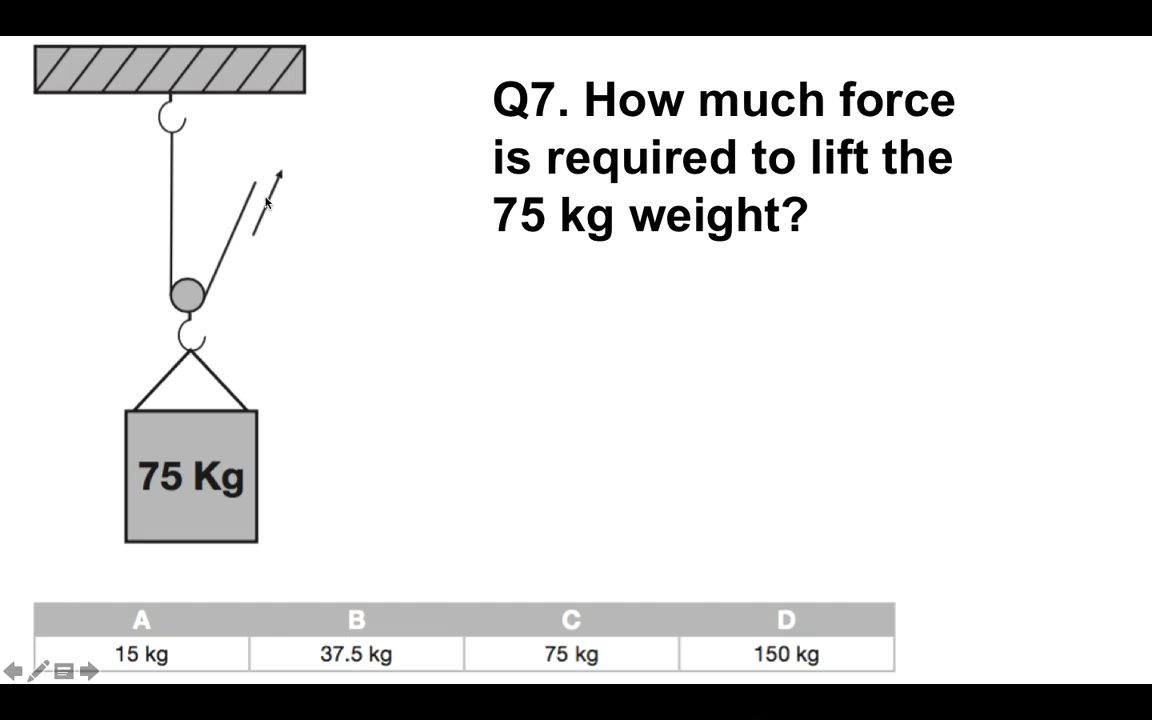 Q7. How much force
is required to lift the
75 kg weight?
75 Kg
A B C D
15 kg 37.5 kg 75 kg 150 kg